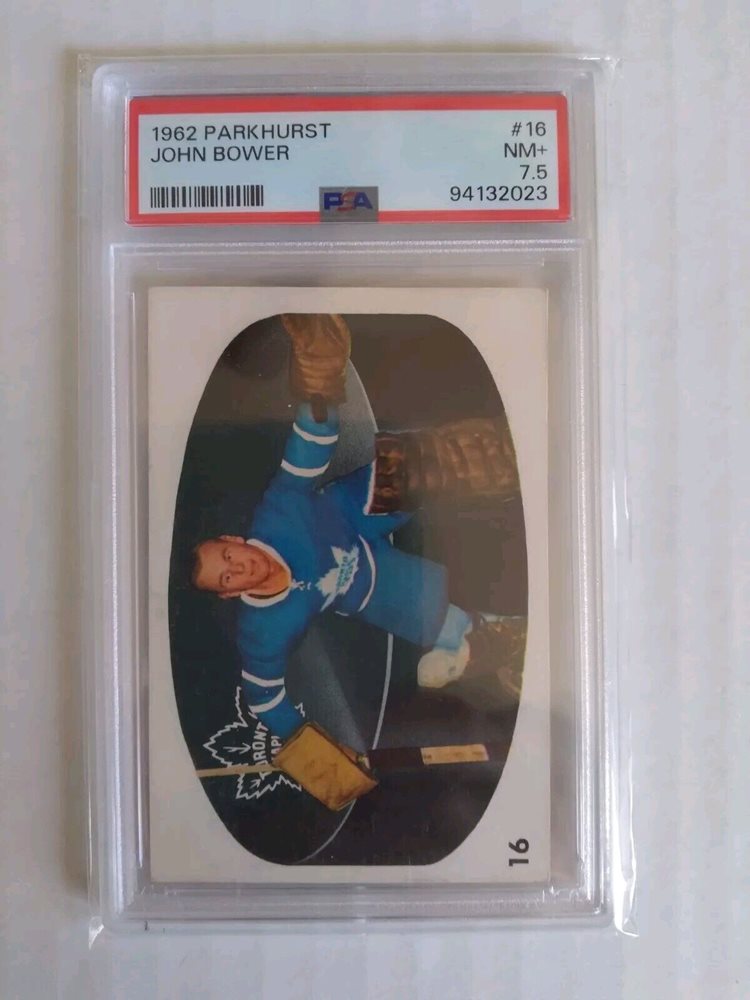 1962 PARKHURST #16
JOHN BOWER NM+
7.5
PSA 94132023
16